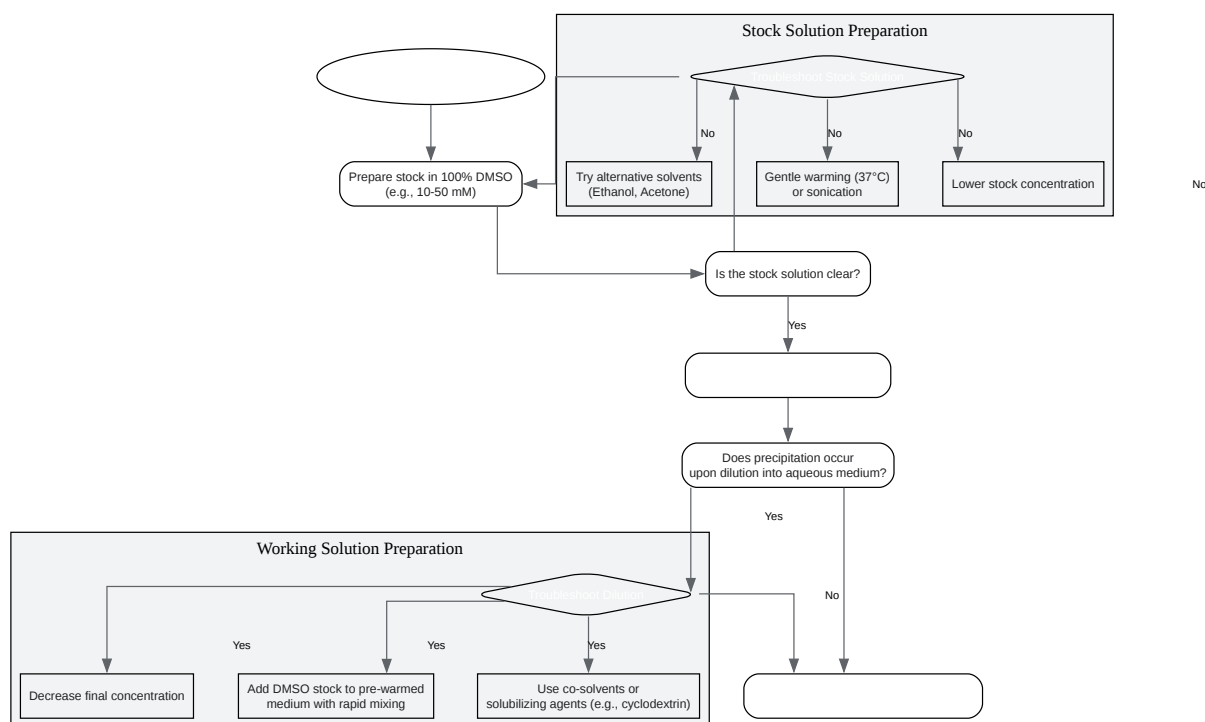 Stock Solution Preparation
Troubleshoot Stock Solution
No
No
No
Prepare stock in 100% DMSO
(e.g., 10-50 mM)
Try alternative solvents
(Ethanol, Acetone)
Gentle warming (37°C)
or sonication
Lower stock concentration
No
Is the stock solution clear?
Yes
Does precipitation occur
upon dilution into aqueous medium?
Yes
Working Solution Preparation
Troubleshoot Dilution
No
Yes
Yes
Yes
Decrease final concentration
Add DMSO stock to pre-warmed
medium with rapid mixing
Use co-solvents or
solubilizing agents (e.g., cyclodextrin)